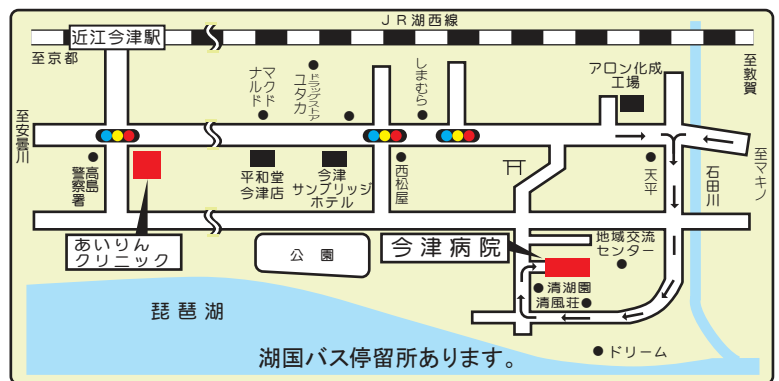 JR湖西線
近江今津駅
至京都
至敦賀
マクド
ナルド
ドラッグストア
ユタカ
しまむら
アロン化成
工場
至安曇川
至マキノ
高島
警察署
平和堂
今津店
今津
サンブリッジ
ホテル
西松屋
天平
石田川
あいりん
クリニック
公園
今津病院
地域交流
センター
清湖園
清風荘
琵琶湖
湖国バス停留所あります。
ドリーム